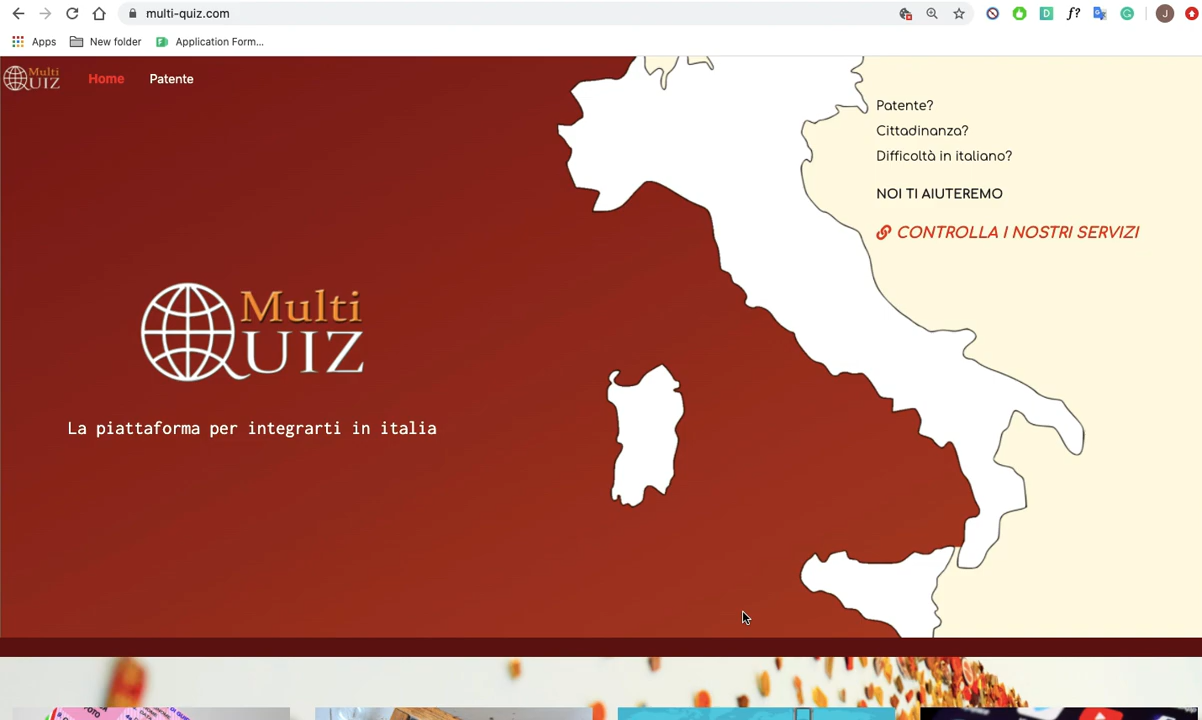 multi-quiz.com
Apps
New folder
Application Form...
Multi
QUIZ
Home
Patente
Patente?
Cittadinanza?
Difficoltà in italiano?
NOI TI AIUTEREMO
CONTROLLA I NOSTRI SERVIZI
Multi
QUIZ
La piattaforma per integrarti in italia
FOTO